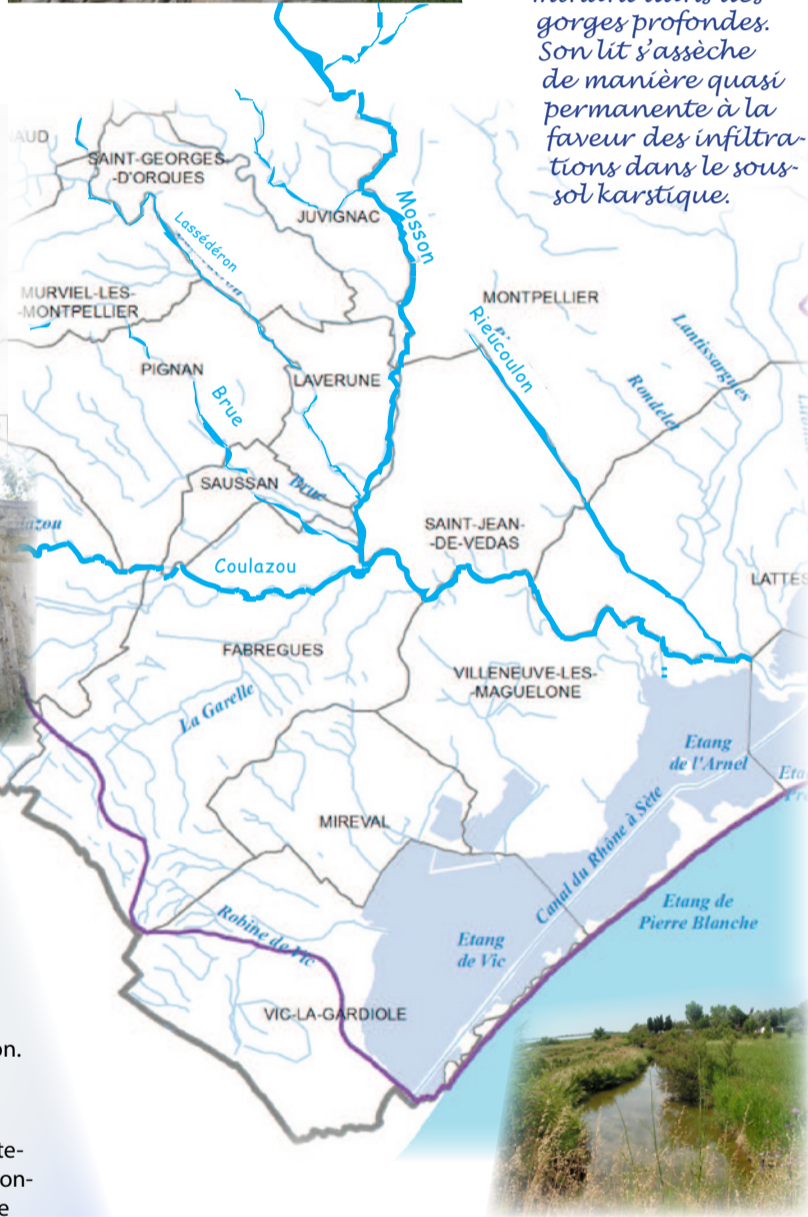 gorges profondes.
Son lit s'assèche
de manière quasi
permanente à la
faveur des infiltra-
tions dans le sous-
sol karstique.
SAINT-GEORGES-
-D'ORQUES
JUVIGNAC
Mosson
Lassédéron
MURVIEL-LES-
-MONTPELLIER
MONTPELLIER
Rieucoulon
Lantissargues
Rondelet
PIGNAN
LAVERUNE
Brue
SAUSSAN
Brue
SAINT-JEAN-
-DE-VEDAS
Coulazou
LATTES
FABREGUES
VILLENEUVE-LES-
-MAGUELONE
La Garelle
Etang
de l'Arnel
MIREVAL
Canal du Rhône à Sète
Etang de
Pierre Blanche
Robine de Vic
Etang
de Vic
VIC-LA-GARDIOLE
on.
te-
on-
e